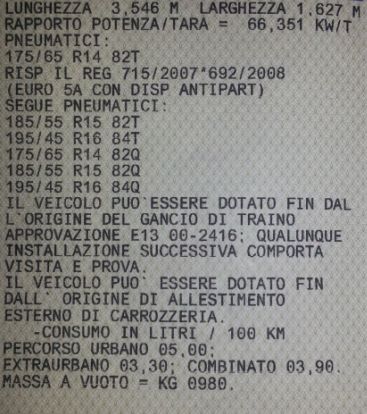 LUNGHEZZA 3,546 M LARGHEZZA 1,627 M
RAPPORTO POTENZA/TARA = 66,351 KW/T
PNEUMATICI:
175/65 R14 82T
RISP IL REG 715/2007*692/2008
(EURO 5A CON DISP ANTIPART)
SEGUE PNEUMATICI:
185/55 R15 82T
195/45 R16 84T
175/65 R14 82Q
185/55 R15 82Q
195/45 R16 84Q
IL VEICOLO PUO`ESSERE DOTATO FIN DAL
L`ORIGINE DEL GANCIO DI TRAINO
APPROVAZIONE E13 00-2416; QUALUNQUE
INSTALLAZIONE SUCCESSIVA COMPORTA
VISITA E PROVA.
IL VEICOLO PUO` ESSERE DOTATO FIN
DALL` ORIGINE DI ALLESTIMENTO
ESTERNO DI CARROZZERIA.
-CONSUMO IN LITRI / 100 KM
PERCORSO URBANO 05,00;
EXTRAURBANO 03,30; COMBINATO 03,90.
MASSA A VUOTO = KG 0980.